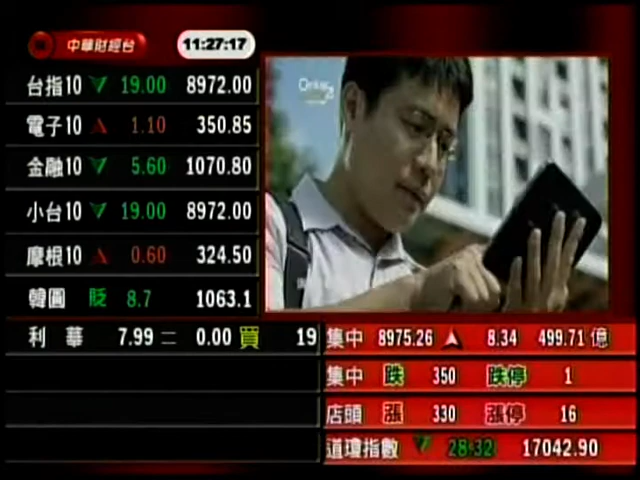 中華財經台 11:27:17
台指10 ▼ 19.00 8972.00
電子10 ▲ 1.10 350.85
金融10 ▼ 5.60 1070.80
小台10 ▼ 19.00 8972.00
摩根10 ▲ 0.60 324.50
韓圜 貶 8.7 1063.1
利 華 7.99 二 0.00 買 19
集中 8975.26 ▲ 8.34 499.71 億
集中 跌 350 跌停 1
店頭 漲 330 漲停 16
道瓊指數 ▼ 28.32 17042.90